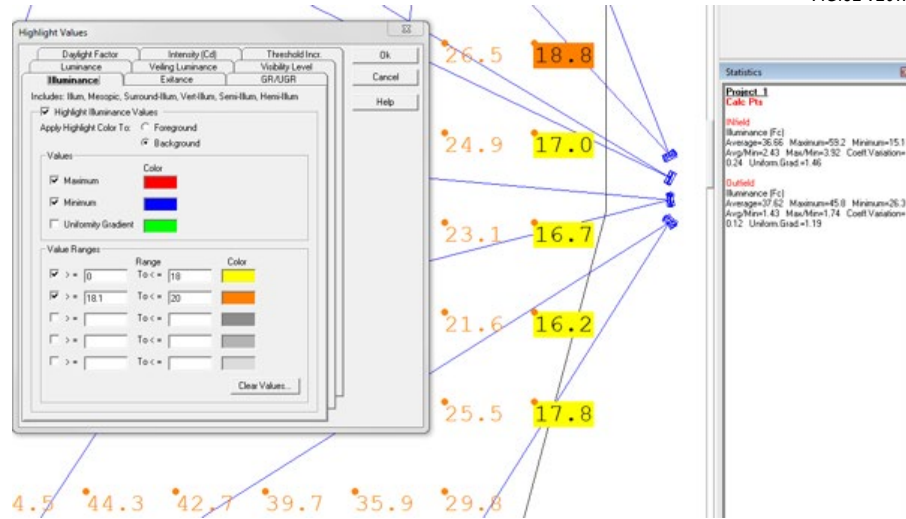 Highlight Values
Daylight Factor Intensity (Cd) Threshold Incr.
Luminance Veiling Luminance Visibility Level
Illuminance Exitance GR/UGR
Ok
Cancel
Help
Includes: Illum, Mesopic, Surround-Illum, Vert-Illum, Semi-Illum, Hemi-Illum
Highlight Illuminance Values
Apply Highlight Color To: Foreground
Background
Values
Color
Maximum
Minimum
Uniformity Gradient
Value Ranges
Range Color
>= 0 To <= 18
>= 18.1 To <= 20
>= To <=
>= To <=
>= To <=
Clear Values...
26.5 18.8
24.9 17.0
23.1 16.7
21.6 16.2
25.5 17.8
4.5 44.3 42.7 39.7 35.9 29.8
Statistics
Project_1
Calc Pts
INfield
Illuminance (Fc)
Average=36.66 Maximum=59.2 Minimum=15.1
Avg/Min=2.43 Max/Min=3.92 Coeff.Variation=
0.24 Uniform.Grad.=1.46
Outfield
Illuminance (Fc)
Average=37.62 Maximum=45.8 Minimum=26.3
Avg/Min=1.43 Max/Min=1.74 Coeff.Variation=
0.12 Uniform.Grad.=1.19